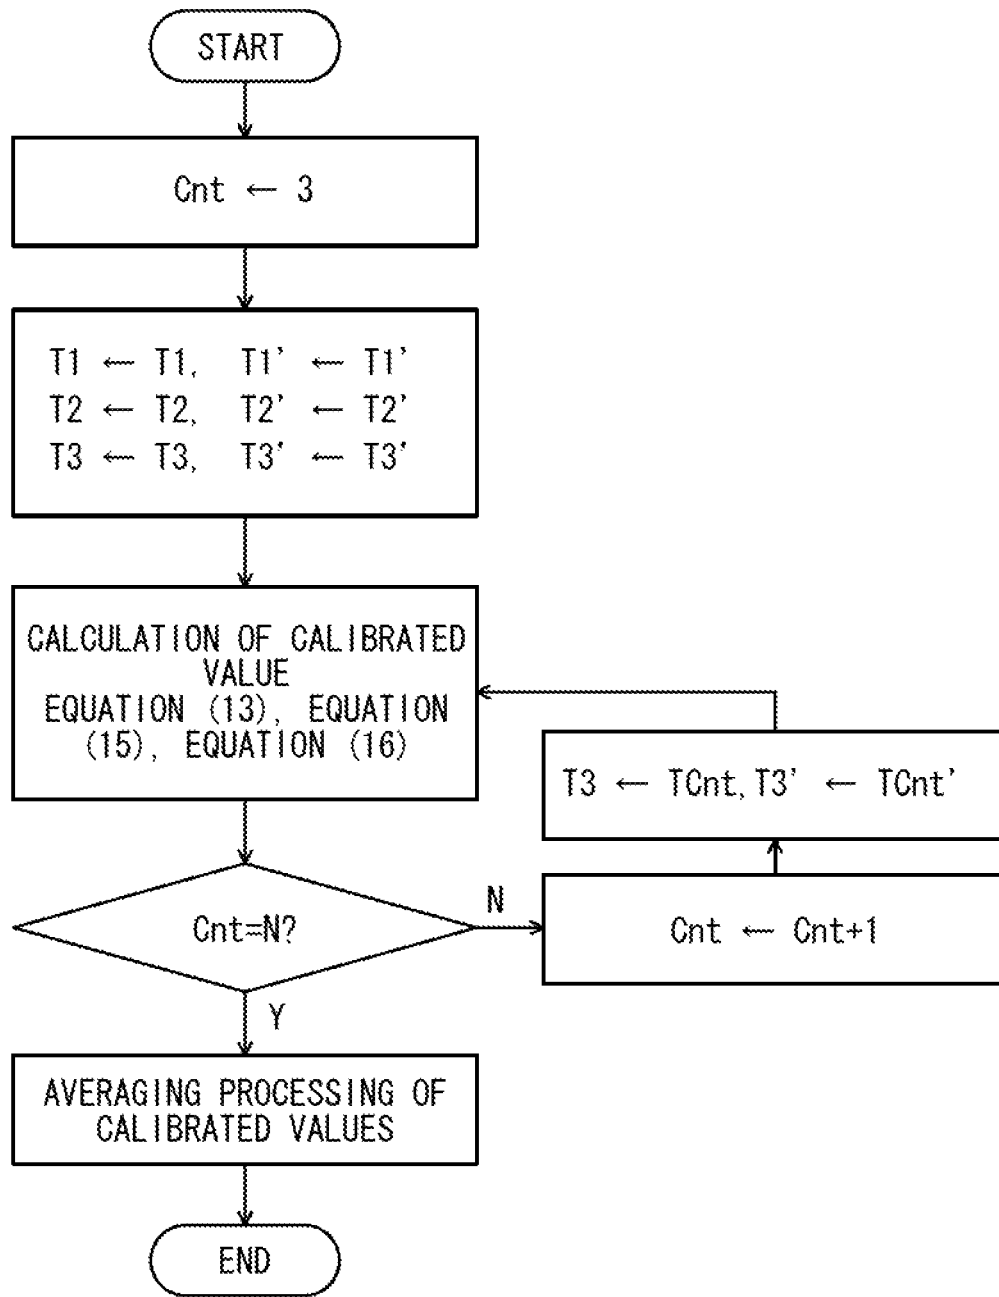 START
Cnt ← 3
T1 ← T1, T1' ← T1'
T2 ← T2, T2' ← T2'
T3 ← T3, T3' ← T3'
CALCULATION OF CALIBRATED
VALUE
EQUATION (13), EQUATION
(15), EQUATION (16)
T3 ← TCnt, T3' ← TCnt'
Cnt=N?
N
Cnt ← Cnt+1
Y
AVERAGING PROCESSING OF
CALIBRATED VALUES
END